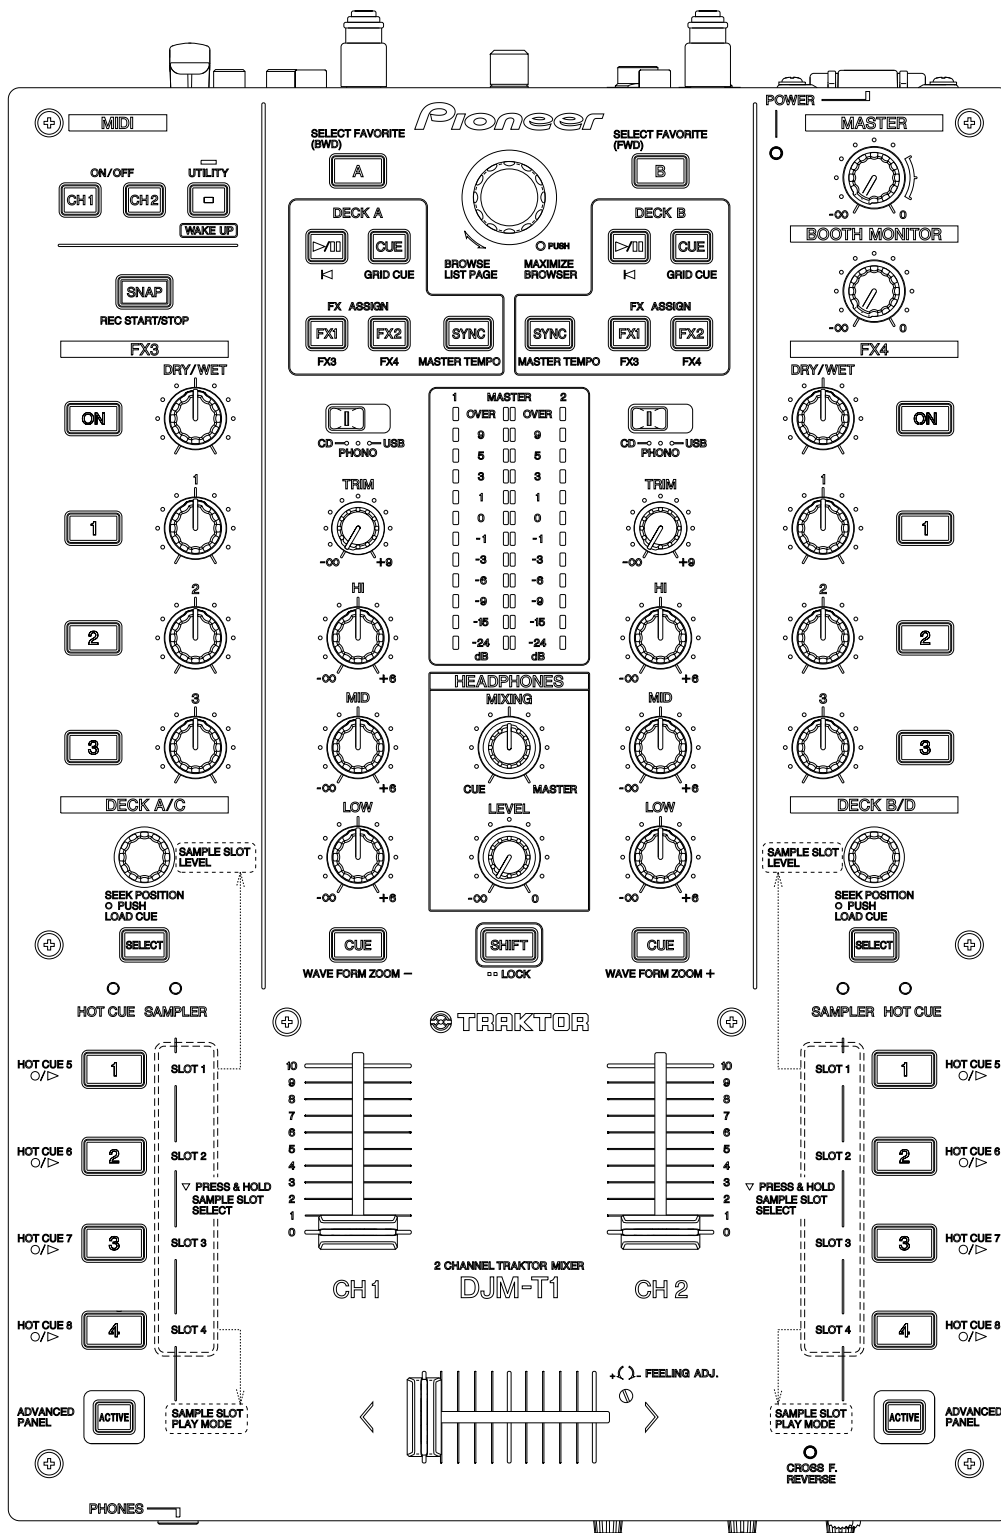 POWER
Pioneer
MIDI
ON/OFF
UTILITY
CH1
CH2
WAKE UP
SNAP
REC START/STOP
FX3
DRY/WET
ON
1
1
2
2
3
3
DECK A/C
SAMPLE SLOT
LEVEL
SEEK POSITION
PUSH
LOAD CUE
SELECT
HOT CUE
SAMPLER
HOT CUE 5
1
SLOT 1
HOT CUE 6
2
SLOT 2
PRESS & HOLD
SAMPLE SLOT
SELECT
HOT CUE 7
3
SLOT 3
HOT CUE 8
4
SLOT 4
ADVANCED
PANEL
ACTIVE
SAMPLE SLOT
PLAY MODE
PHONES
SELECT FAVORITE
(BWD)
A
SELECT FAVORITE
(FWD)
B
DECK A
CUE
GRID CUE
FX ASSIGN
FX1
FX2
SYNC
FX3
FX4
MASTER TEMPO
BROWSE
LIST PAGE
PUSH
MAXIMIZE
BROWSER
DECK B
CUE
GRID CUE
FX ASSIGN
SYNC
FX1
FX2
MASTER TEMPO
FX3
FX4
CD
USB
PHONO
TRIM
-∞
+9
HI
-∞
+6
MID
-∞
+6
LOW
-∞
+6
CUE
WAVE FORM ZOOM −
1
MASTER
2
OVER OVER
9 9
5 5
3 3
1 1
0 0
-1 -1
-3 -3
-6 -6
-9 -9
-15 -15
-24 -24
dB dB
HEADPHONES
MIXING
CUE
MASTER
LEVEL
-∞
0
SHIFT
LOCK
CD
USB
PHONO
TRIM
-∞
+9
HI
-∞
+6
MID
-∞
+6
LOW
-∞
+6
CUE
WAVE FORM ZOOM +
TRAKTOR
10
9
8
7
6
5
4
3
2
1
0
CH 1
10
9
8
7
6
5
4
3
2
1
0
CH 2
2 CHANNEL TRAKTOR MIXER
DJM-T1
+ - FEELING ADJ.
MASTER
-∞
0
BOOTH MONITOR
-∞
0
FX4
DRY/WET
ON
1
1
2
2
3
3
DECK B/D
SAMPLE SLOT
LEVEL
SEEK POSITION
PUSH
LOAD CUE
SELECT
SAMPLER
HOT CUE
SLOT 1
1
HOT CUE 5
SLOT 2
2
HOT CUE 6
PRESS & HOLD
SAMPLE SLOT
SELECT
SLOT 3
3
HOT CUE 7
SLOT 4
4
HOT CUE 8
SAMPLE SLOT
PLAY MODE
ACTIVE
ADVANCED
PANEL
CROSS F.
REVERSE